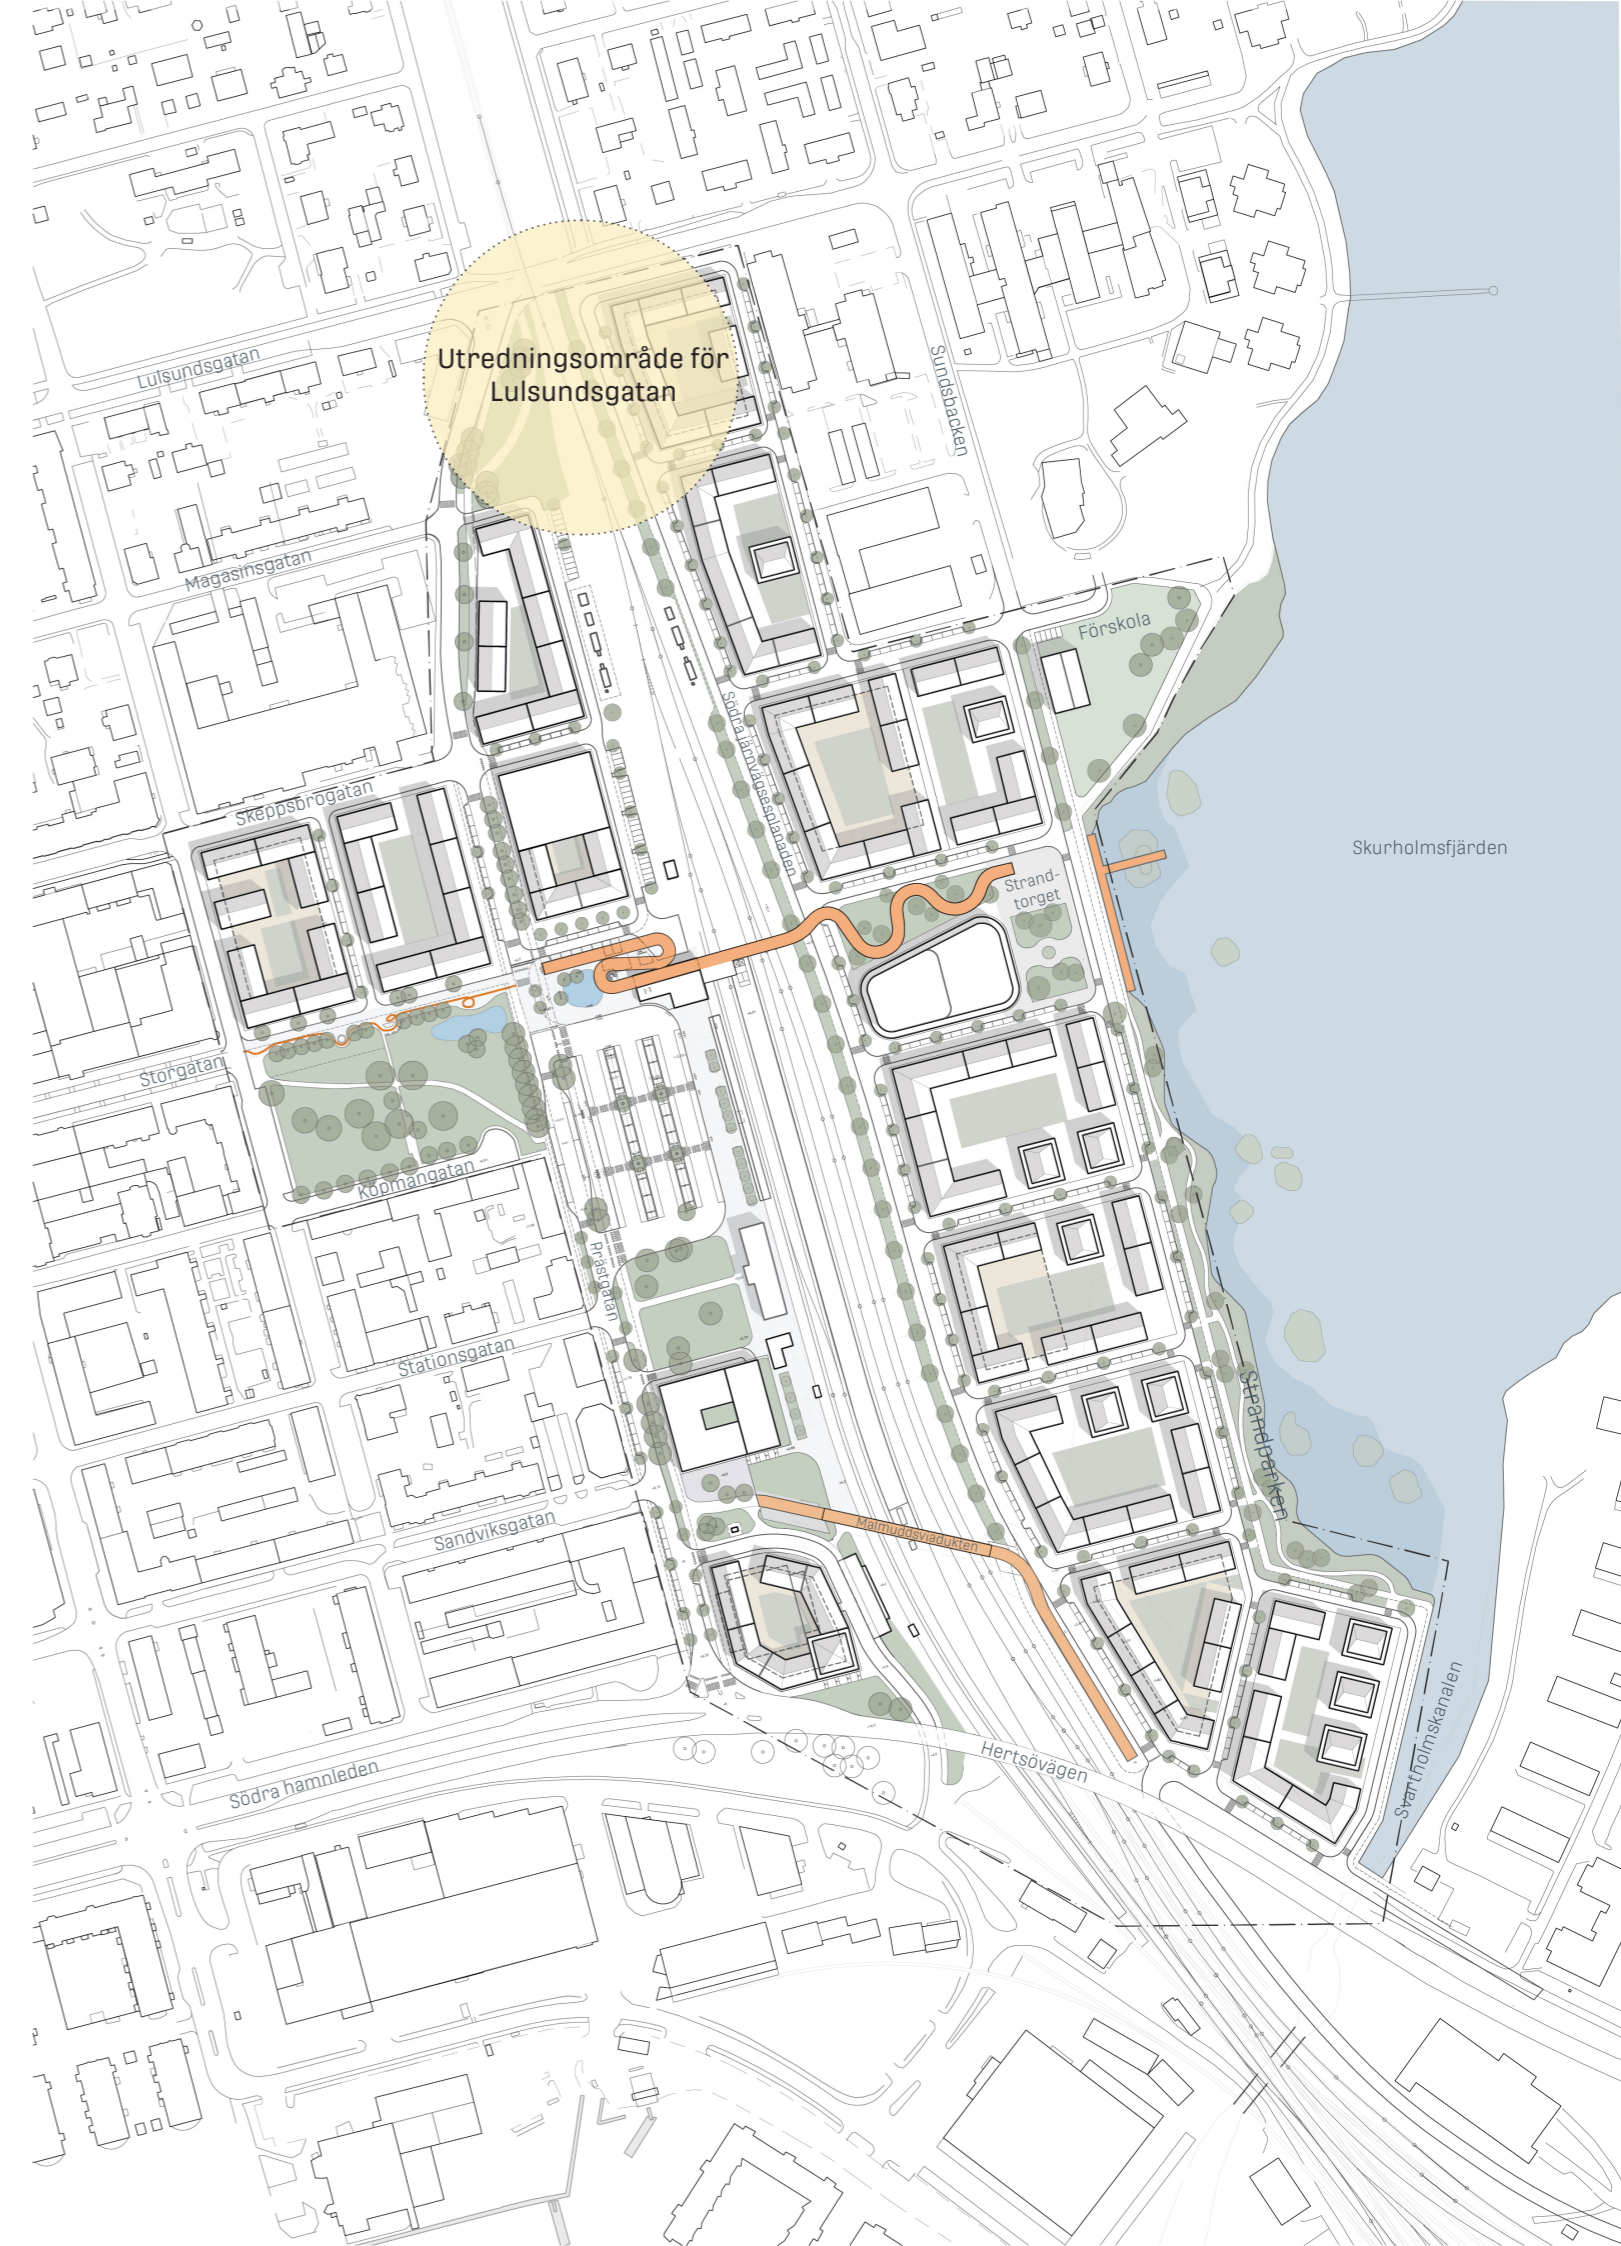 Utredningsområde för
Lulsundsgatan
Lulsundsgatan
Sundsbacken
Magasinsgatan
Förskola
Södra järnvägsesplanaden
Skeppsbrogatan
Skurholmsfjärden
Strand-
torget
Storgatan
Köpmangatan
Prästgatan
Stationsgatan
Strandparken
Sandviksgatan
Malmuddsviadukten
Svartholmskanalen
Hertsövägen
Södra hamnleden